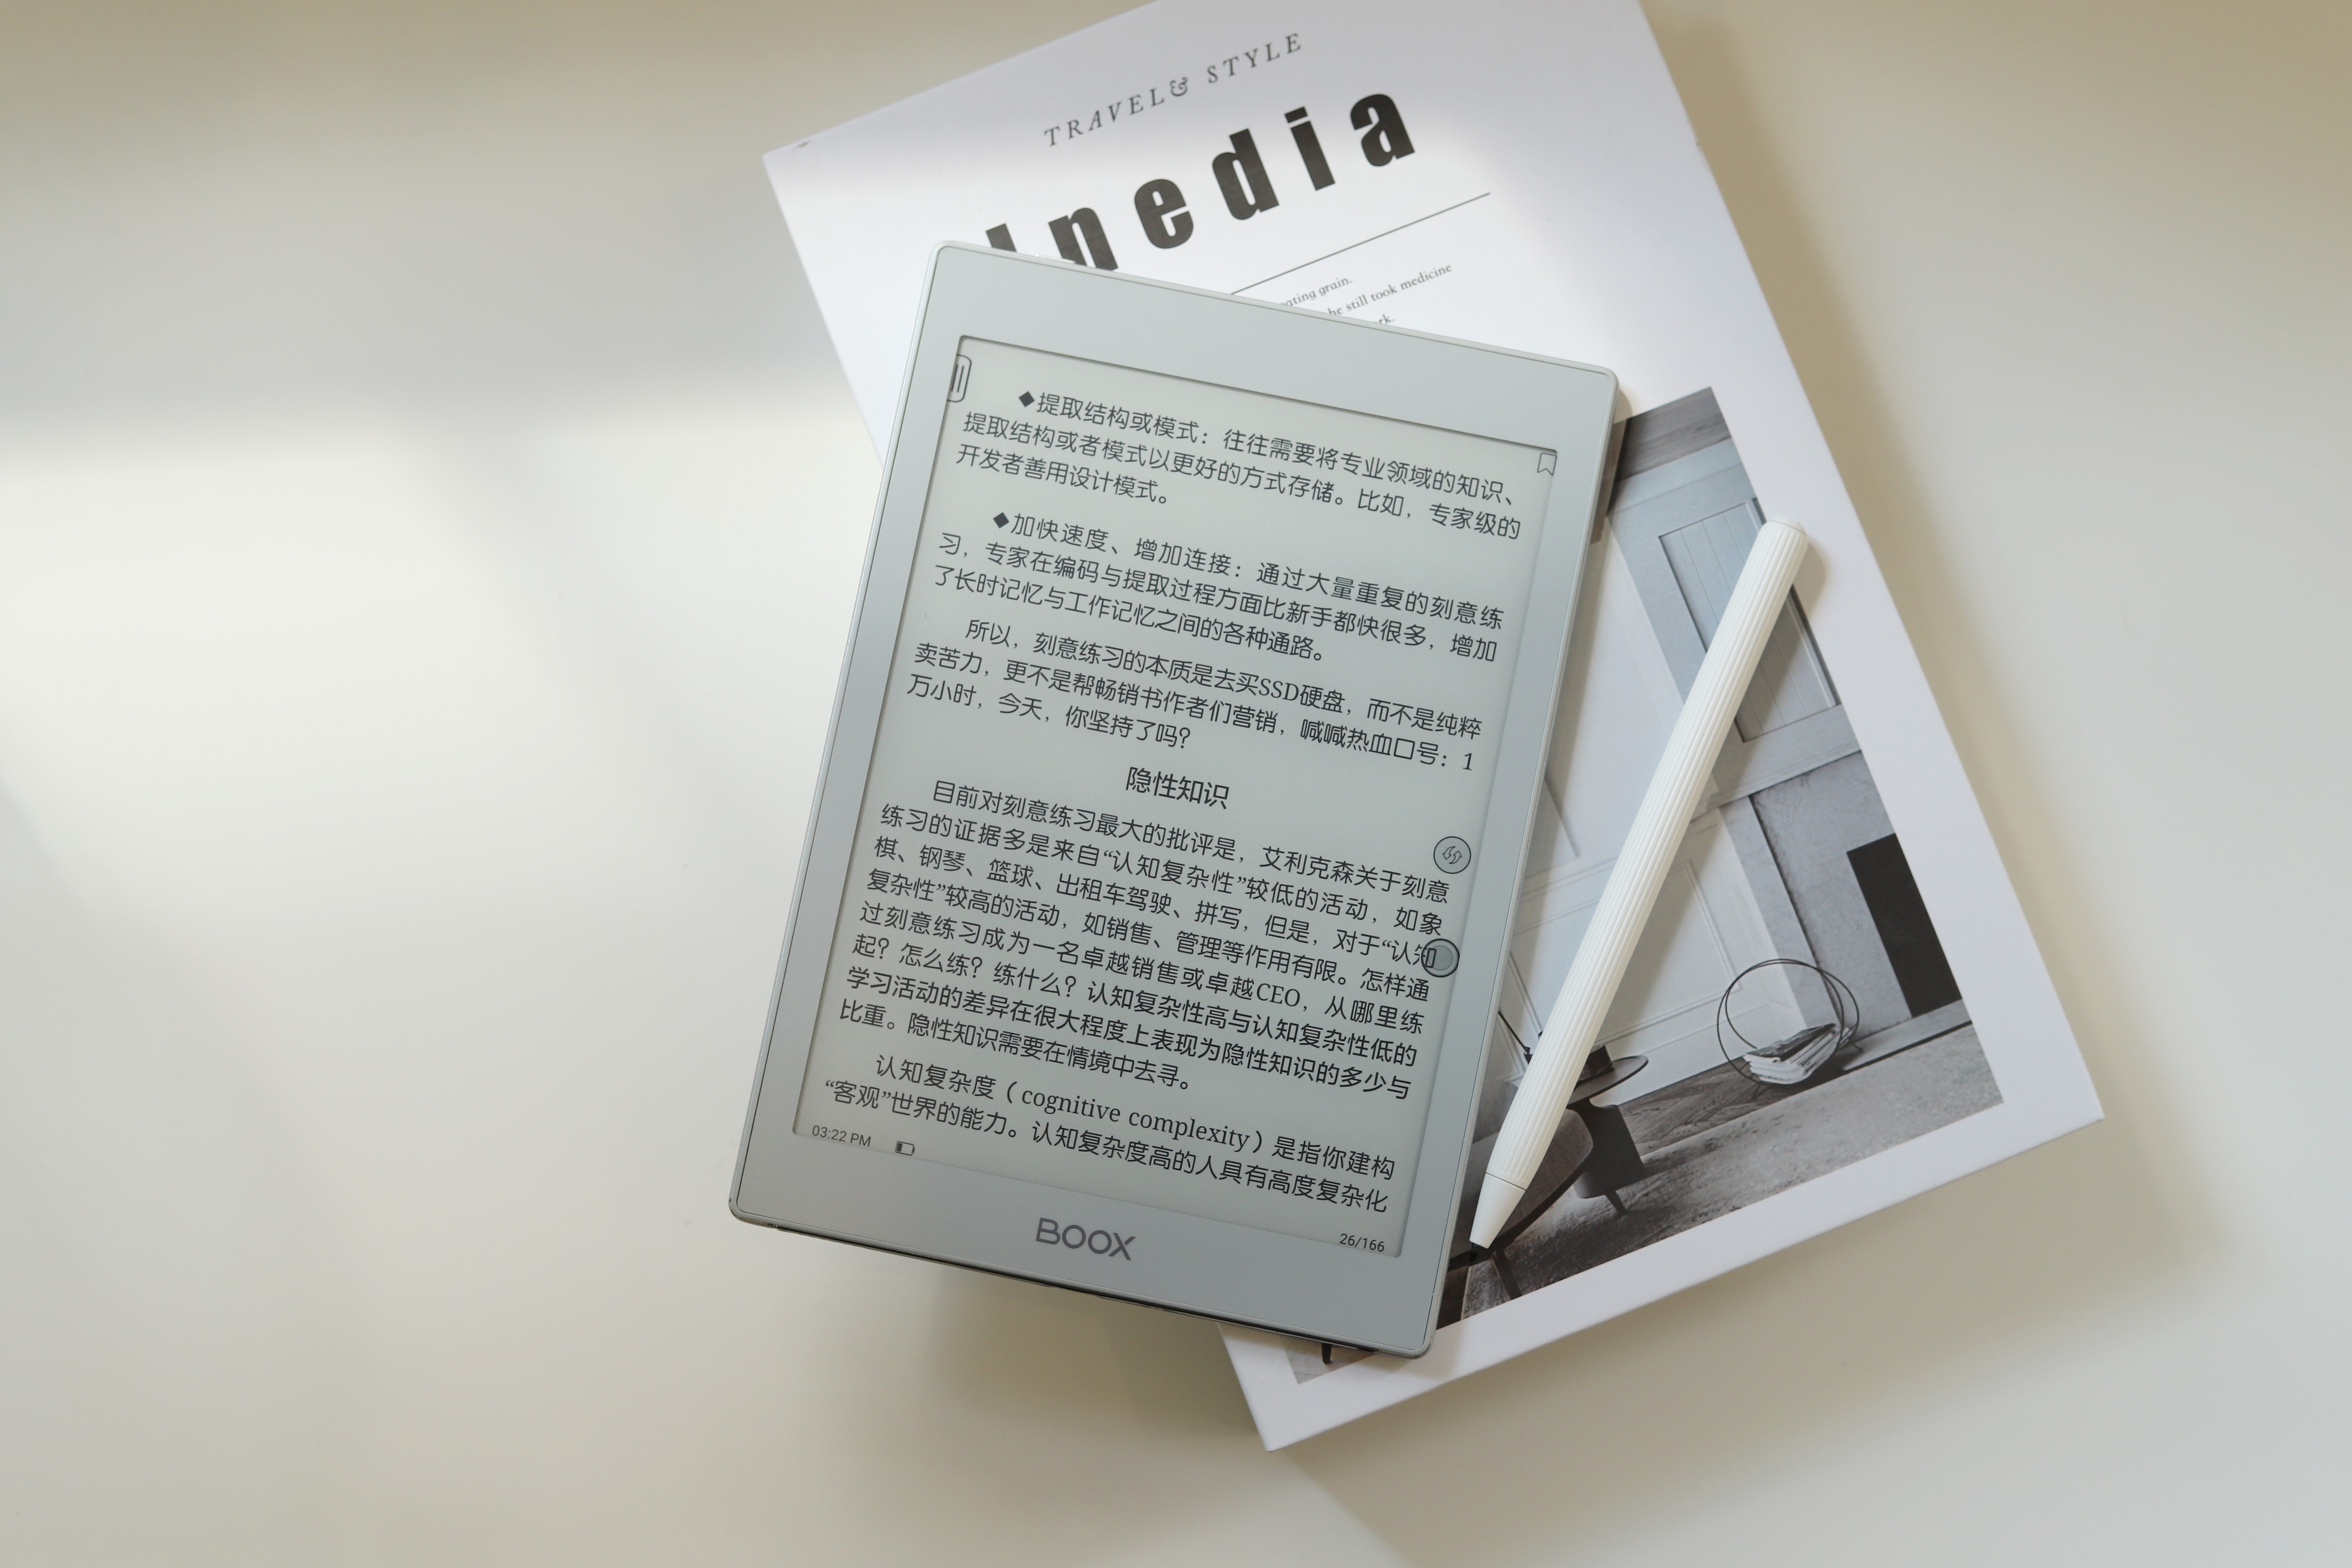 TRAVEL & STYLE
nedia
ating grain.
he still took medicine
rk.
◆提取结构或模式：往往需要将专业领域的知识、
提取结构或者模式以更好的方式存储。比如，专家级的
开发者善用设计模式。
◆加快速度、增加连接：通过大量重复的刻意练
习，专家在编码与提取过程方面比新手都快很多，增加
了长时记忆与工作记忆之间的各种通路。
所以，刻意练习的本质是去买SSD硬盘，而不是纯粹
卖苦力，更不是帮畅销书作者们营销，喊喊热血口号：1
万小时，今天，你坚持了吗？
隐性知识
目前对刻意练习最大的批评是，艾利克森关于刻意
练习的证据多是来自“认知复杂性”较低的活动，如象
棋、钢琴、篮球、出租车驾驶、拼写，但是，对于“认知
复杂性”较高的活动，如销售、管理等作用有限。怎样通
过刻意练习成为一名卓越销售或卓越CEO，从哪里练
起？怎么练？练什么？认知复杂性高与认知复杂性低的
学习活动的差异在很大程度上表现为隐性知识的多少与
比重。隐性知识需要在情境中去寻。
认知复杂度（cognitive complexity）是指你建构
“客观”世界的能力。认知复杂度高的人具有高度复杂化
03:22 PM
26/166
BOOX